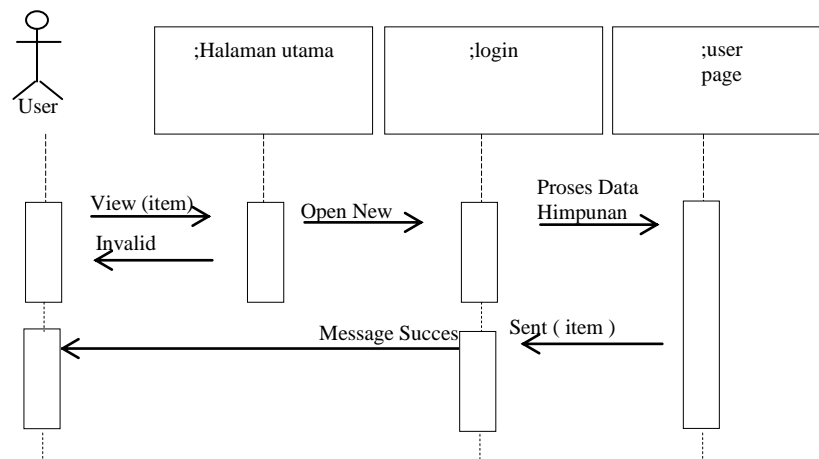 ;Halaman utama
;login
;user
page
User
View (item)
Open New
Proses Data
Himpunan
Invalid
Message Succes
Sent ( item )